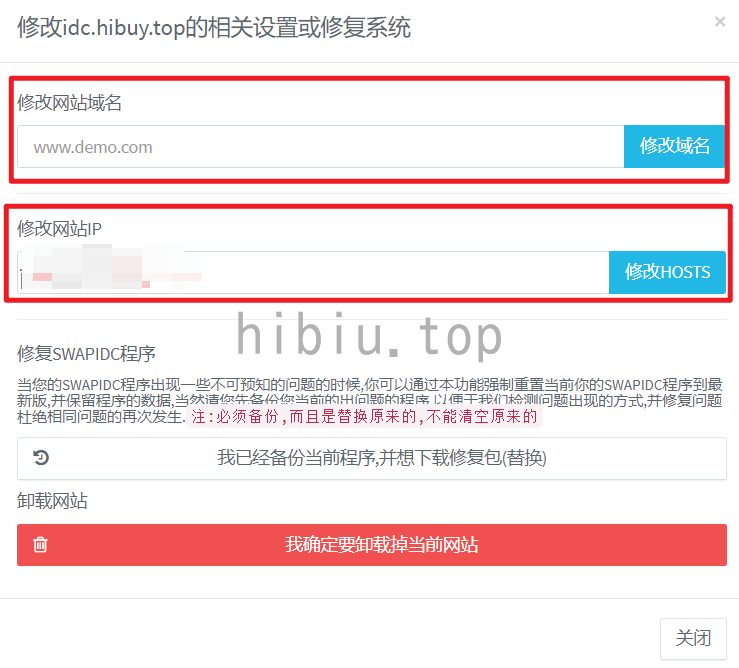 修改idc.hibuy.top的相关设置或修复系统
×
修改网站域名
www.demo.com
修改域名
修改网站IP
修改HOSTS
hibiu.top
修复SWAPIDC程序
当您的SWAPIDC程序出现一些不可预知的问题的时候,你可以通过本功能强制重置当前你的SWAPIDC程序到最
新版,并保留程序的数据,当然请您先备份您当前的出问题的程序,以便于我们检测问题出现的方式,并修复问题
杜绝相同问题的再次发生.注:必须备份,而且是替换原来的,不能清空原来的
我已经备份当前程序,并想下载修复包(替换)
卸载网站
我确定要卸载掉当前网站
关闭